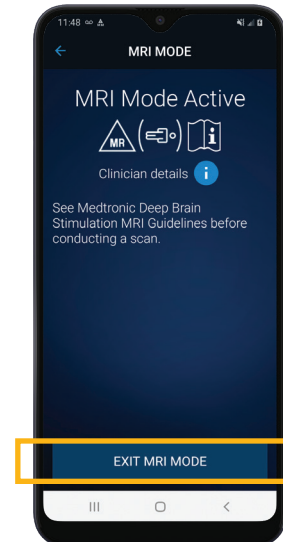 11:48
MRI MODE
MRI Mode Active
MR
i
Clinician details i
See Medtronic Deep Brain
Stimulation MRI Guidelines before
conducting a scan.
EXIT MRI MODE